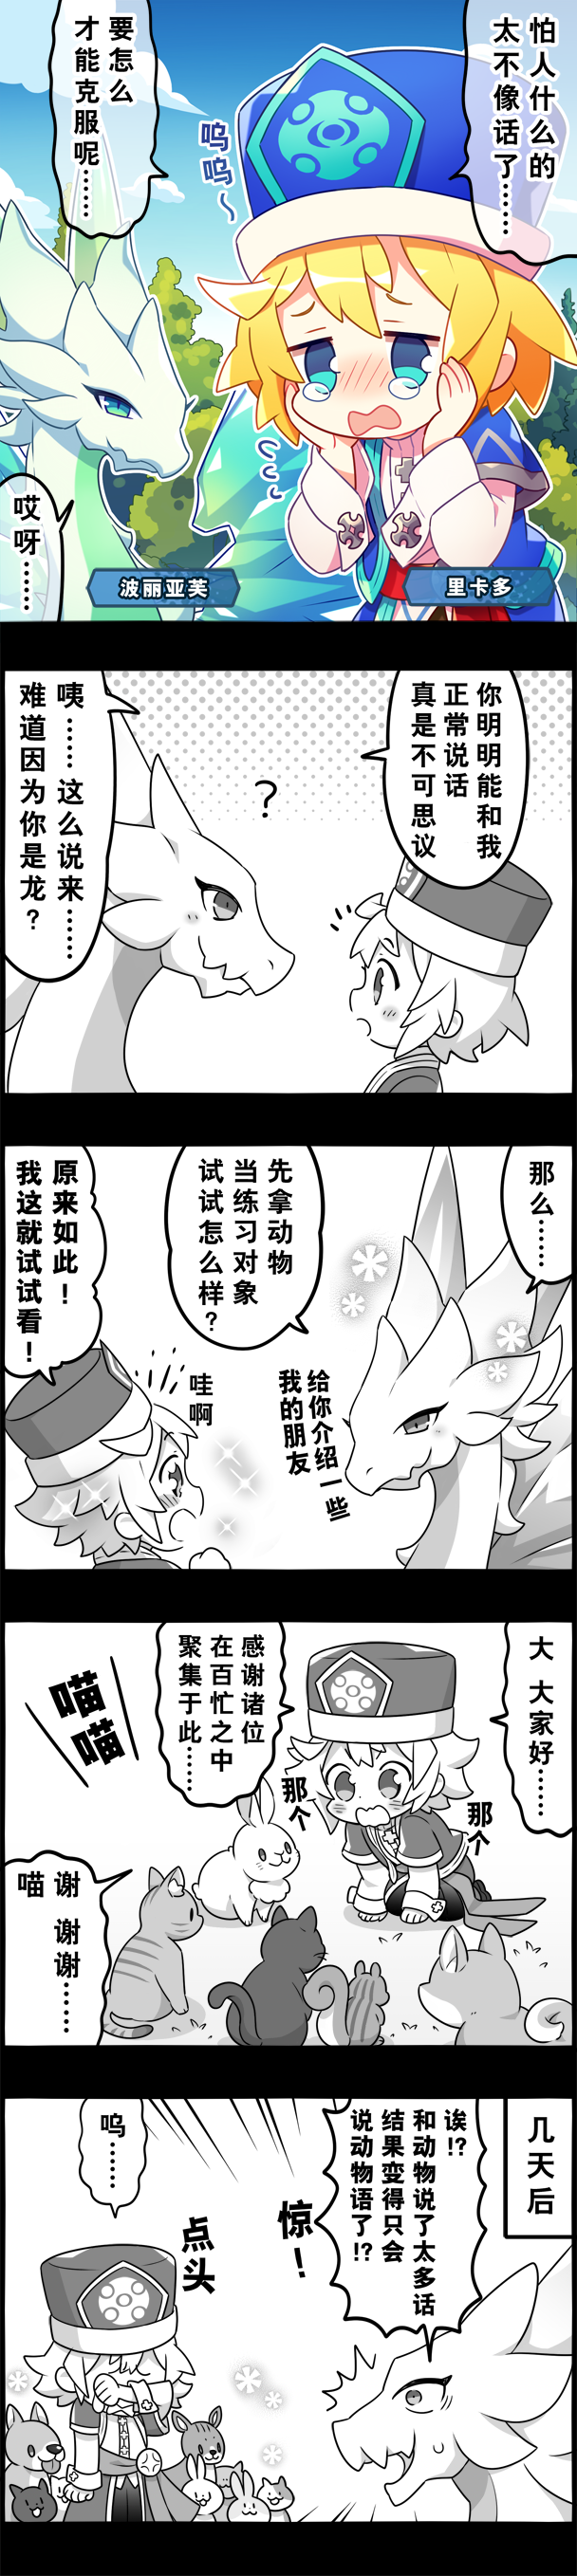 怕人什么的
太不像话了……
呜呜～
要怎么
才能克服呢……
哎呀……
波丽亚芙
里卡多
你明明能和我
正常说话
真是不可思议
？
咦……这么说来……
难道因为你是龙？
那么……
先拿动物
当练习对象
试试怎么样？
给你介绍一些
我的朋友
哇啊
原来如此！
我这就试试看！
大 大家好……
那个
感谢诸位
在百忙之中
聚集于此……
那个
喵喵
谢 谢谢……
喵
几天后
诶!?
和动物说了太多话
结果变得只会
说动物语了!?
惊！
点头
呜……